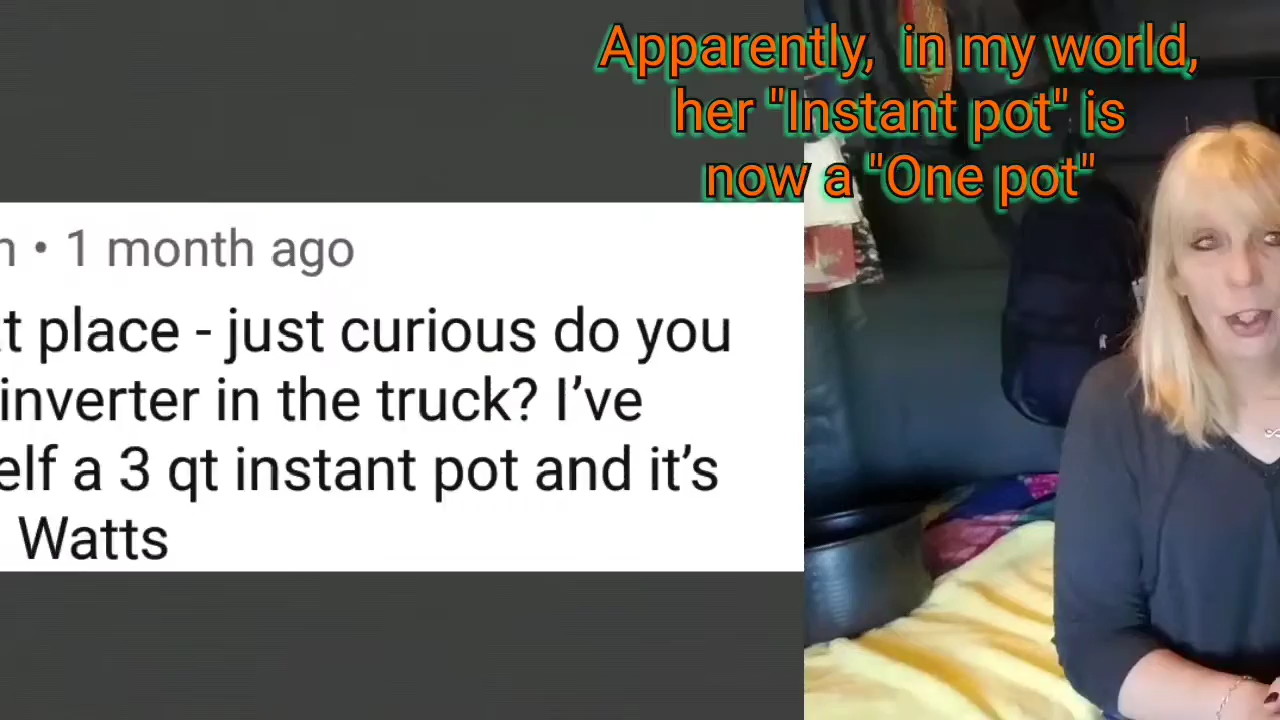 Apparently, in my world,
her "Instant pot" is
now a "One pot"
• 1 month ago
place - just curious do you
inverter in the truck? I've
a 3 qt instant pot and it's
Watts